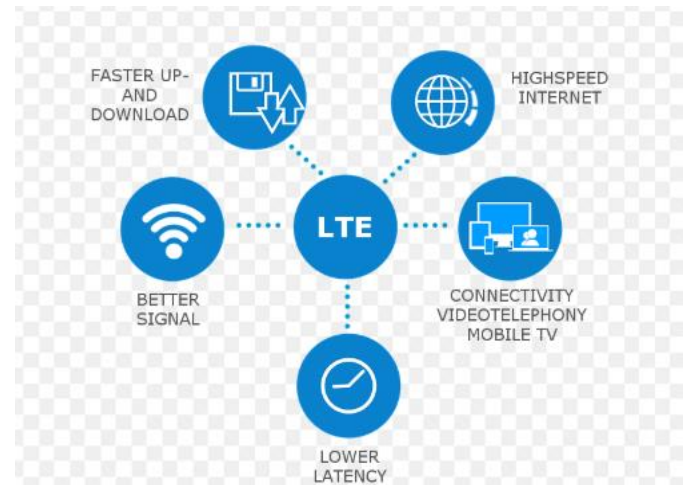 FASTER UP-
AND
DOWNLOAD
HIGHSPEED
INTERNET
LTE
BETTER
SIGNAL
CONNECTIVITY
VIDEOTELEPHONY
MOBILE TV
LOWER
LATENCY